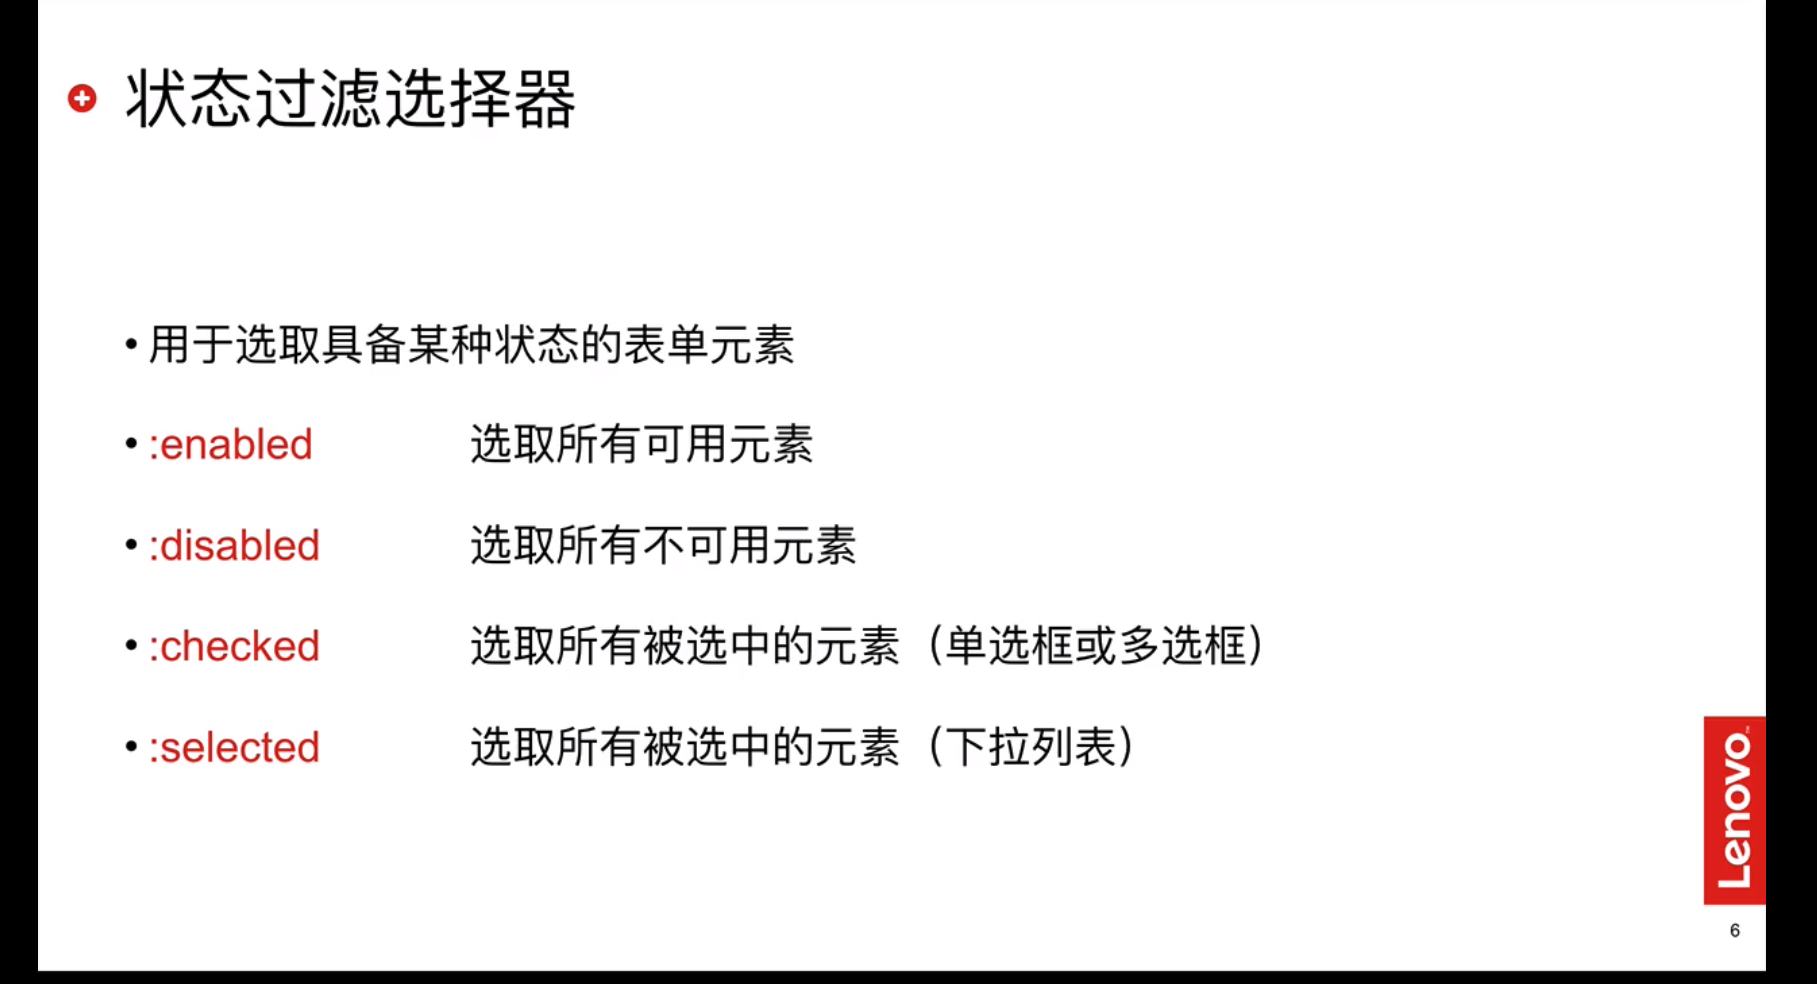 状态过滤选择器
• 用于选取具备某种状态的表单元素
• :enabled 选取所有可用元素
• :disabled 选取所有不可用元素
• :checked 选取所有被选中的元素（单选框或多选框）
• :selected 选取所有被选中的元素（下拉列表）
Lenovo
6